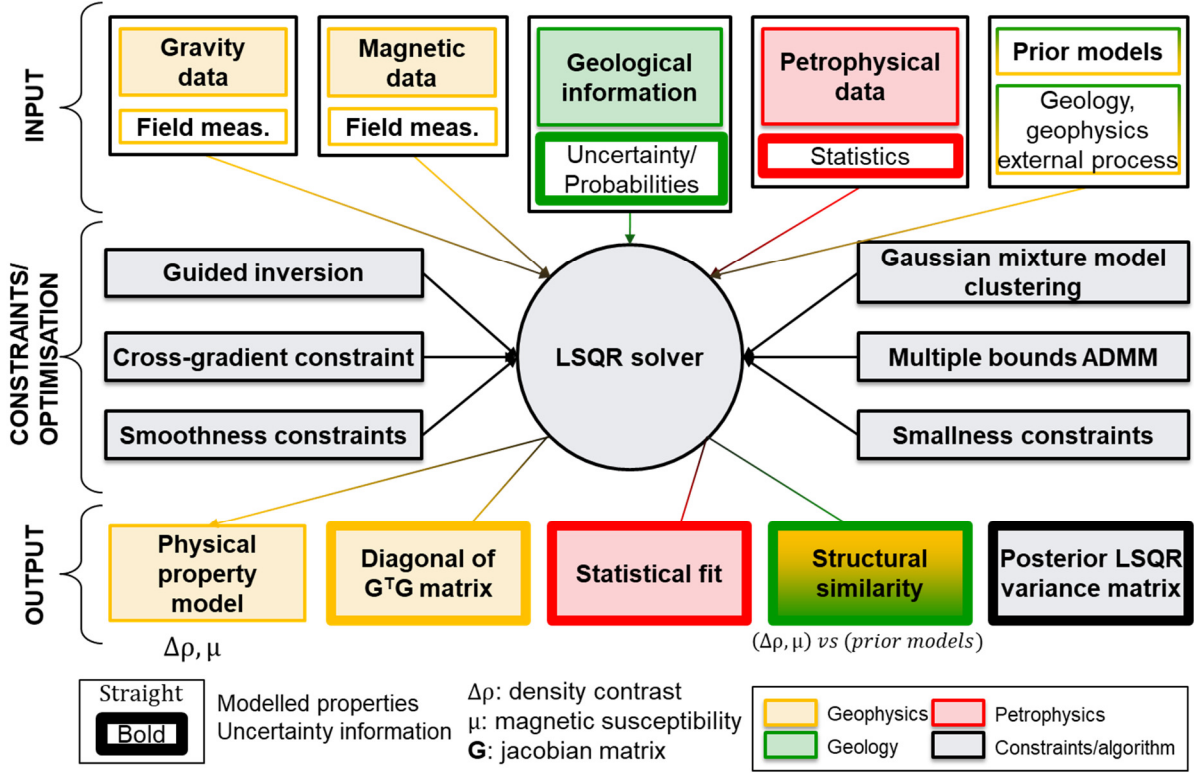 INPUT
Gravity
data
Field meas.
Magnetic
data
Field meas.
Geological
information
Uncertainty/
Probabilities
Petrophysical
data
Statistics
Prior models
Geology,
geophysics
external process
CONSTRAINTS/
OPTIMISATION
Guided inversion
Cross-gradient constraint
Smoothness constraints
LSQR solver
Gaussian mixture model
clustering
Multiple bounds ADMM
Smallness constraints
OUTPUT
Physical
property
model
Δρ, μ
Diagonal of
GᵀG matrix
Statistical fit
Structural
similarity
(Δρ, μ) vs (prior models)
Posterior LSQR
variance matrix
Straight
Bold
Modelled properties
Uncertainty information
Δρ: density contrast
μ: magnetic susceptibility
G: jacobian matrix
Geophysics
Petrophysics
Geology
Constraints/algorithm